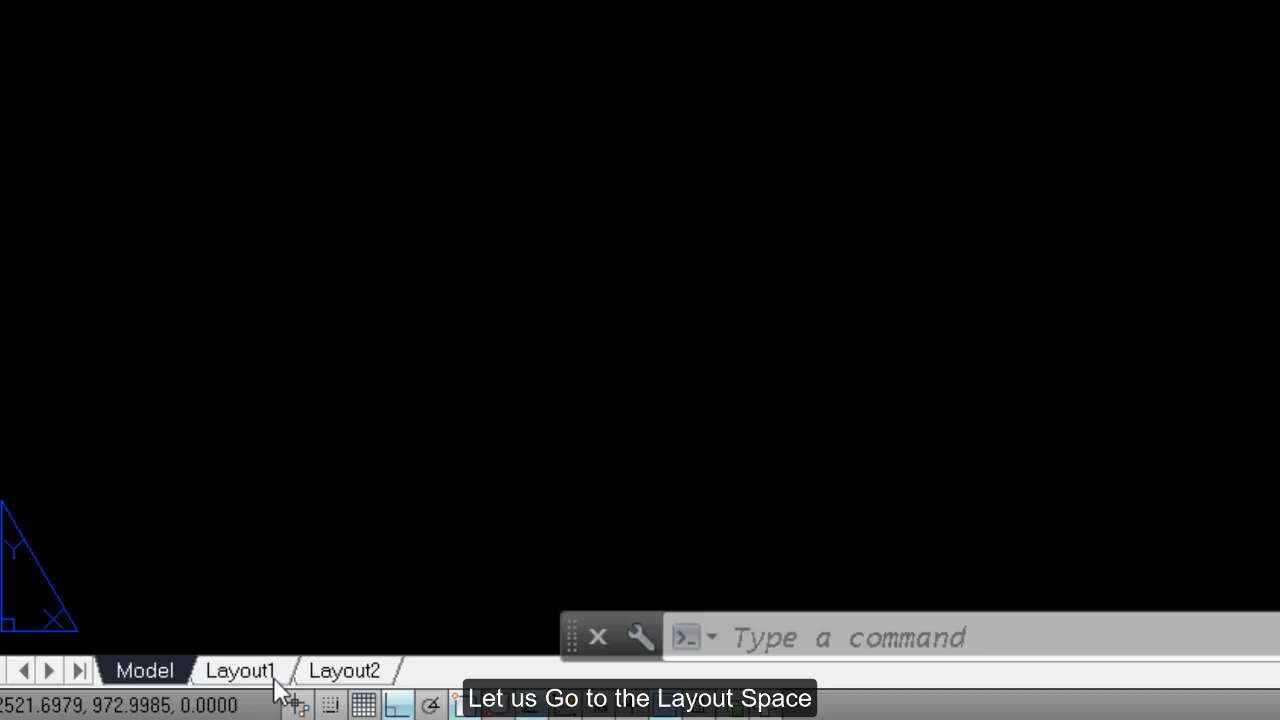 Y
X
Type a command
Model Layout1 Layout2
2521.6979, 972.9985, 0.0000
Let us Go to the Layout Space